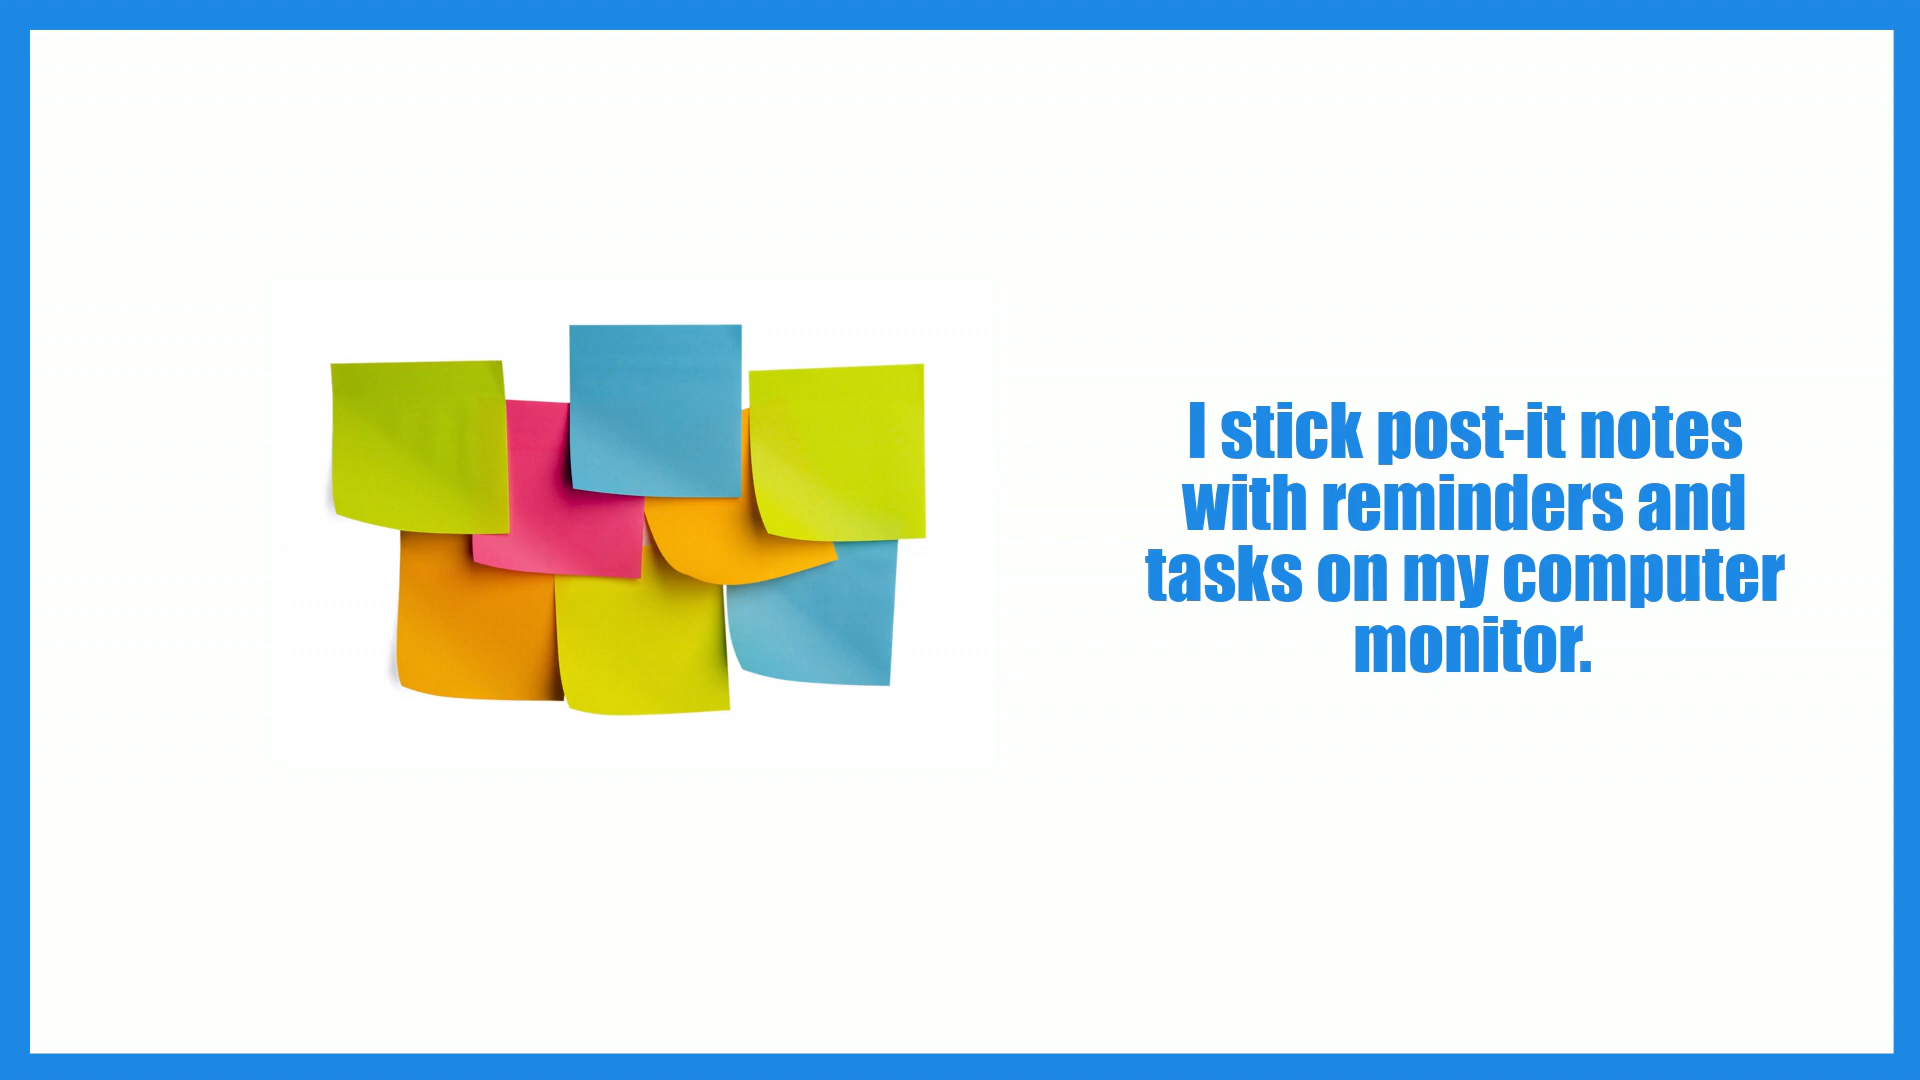 I stick post-it notes
with reminders and
tasks on my computer
monitor.